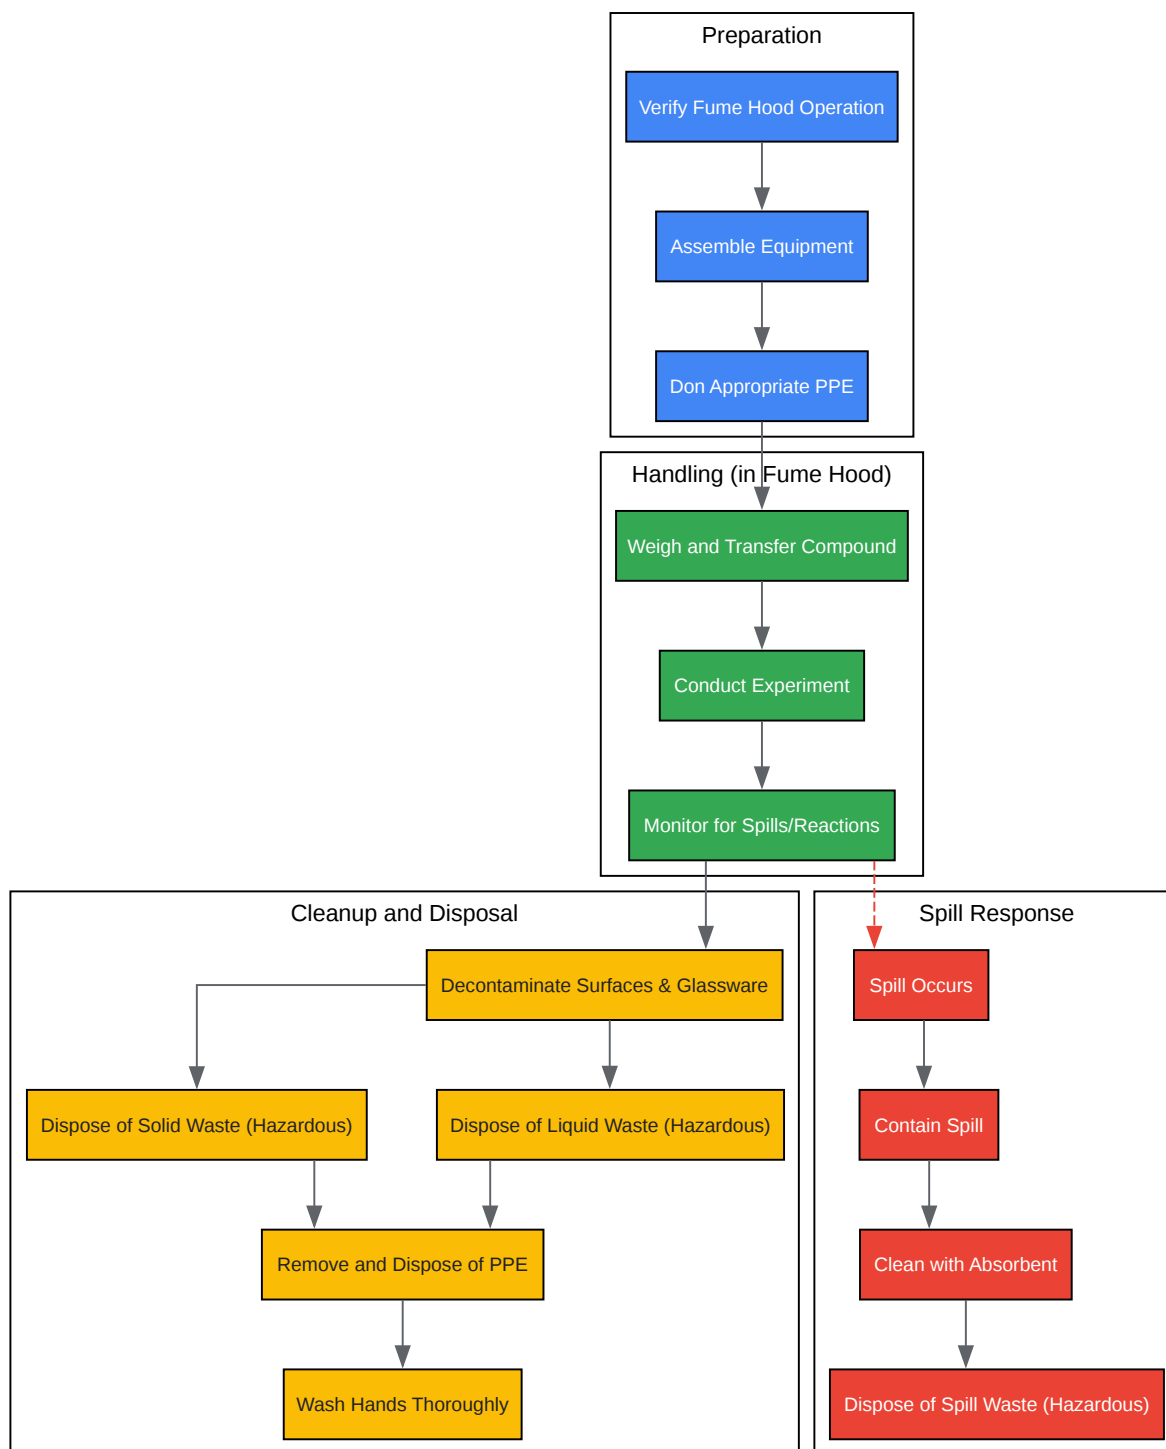 Preparation
Verify Fume Hood Operation
Assemble Equipment
Don Appropriate PPE
Handling (in Fume Hood)
Weigh and Transfer Compound
Conduct Experiment
Monitor for Spills/Reactions
Cleanup and Disposal
Decontaminate Surfaces & Glassware
Dispose of Solid Waste (Hazardous)
Dispose of Liquid Waste (Hazardous)
Remove and Dispose of PPE
Wash Hands Thoroughly
Spill Response
Spill Occurs
Contain Spill
Clean with Absorbent
Dispose of Spill Waste (Hazardous)